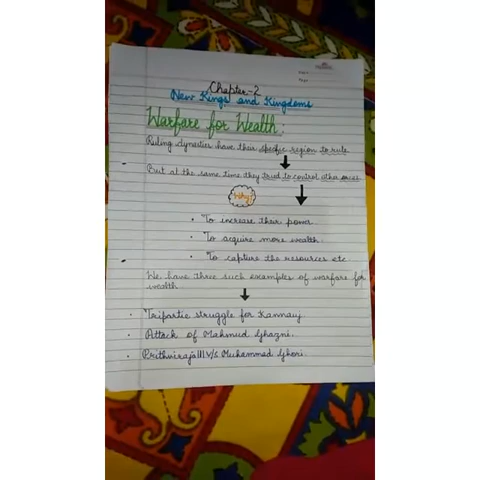 Chapter-2
New Kings and Kingdoms
Warfare for Wealth:
Ruling dynasties have their specific region to rule
But at the same time they tried to control other areas
Why
• To increase their power
• To acquire more wealth
• To capture the resources etc
We have three such examples of warfare for
wealth
• Tripartic struggle for Kannauj
• Attack of Mahmud Ghazni
• Prithviraja III V/S Muhammad Ghori